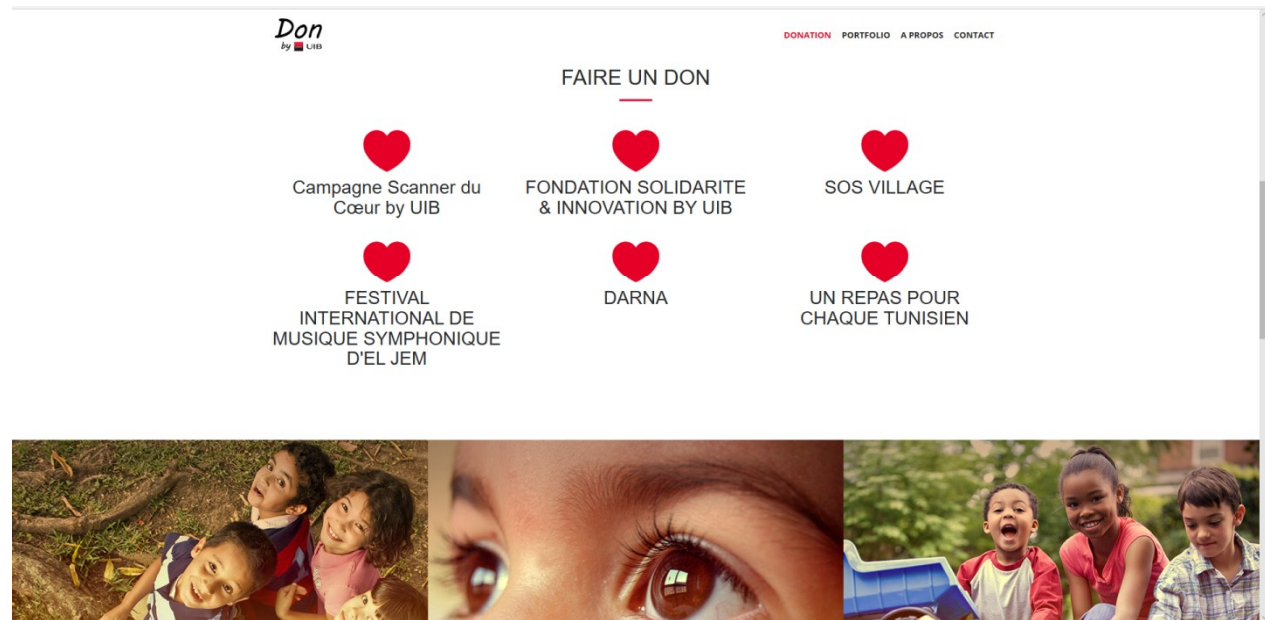 Don
by UIB
DONATION PORTFOLIO A PROPOS CONTACT
FAIRE UN DON
Campagne Scanner du
Cœur by UIB
FONDATION SOLIDARITE
& INNOVATION BY UIB
SOS VILLAGE
FESTIVAL
INTERNATIONAL DE
MUSIQUE SYMPHONIQUE
D'EL JEM
DARNA
UN REPAS POUR
CHAQUE TUNISIEN